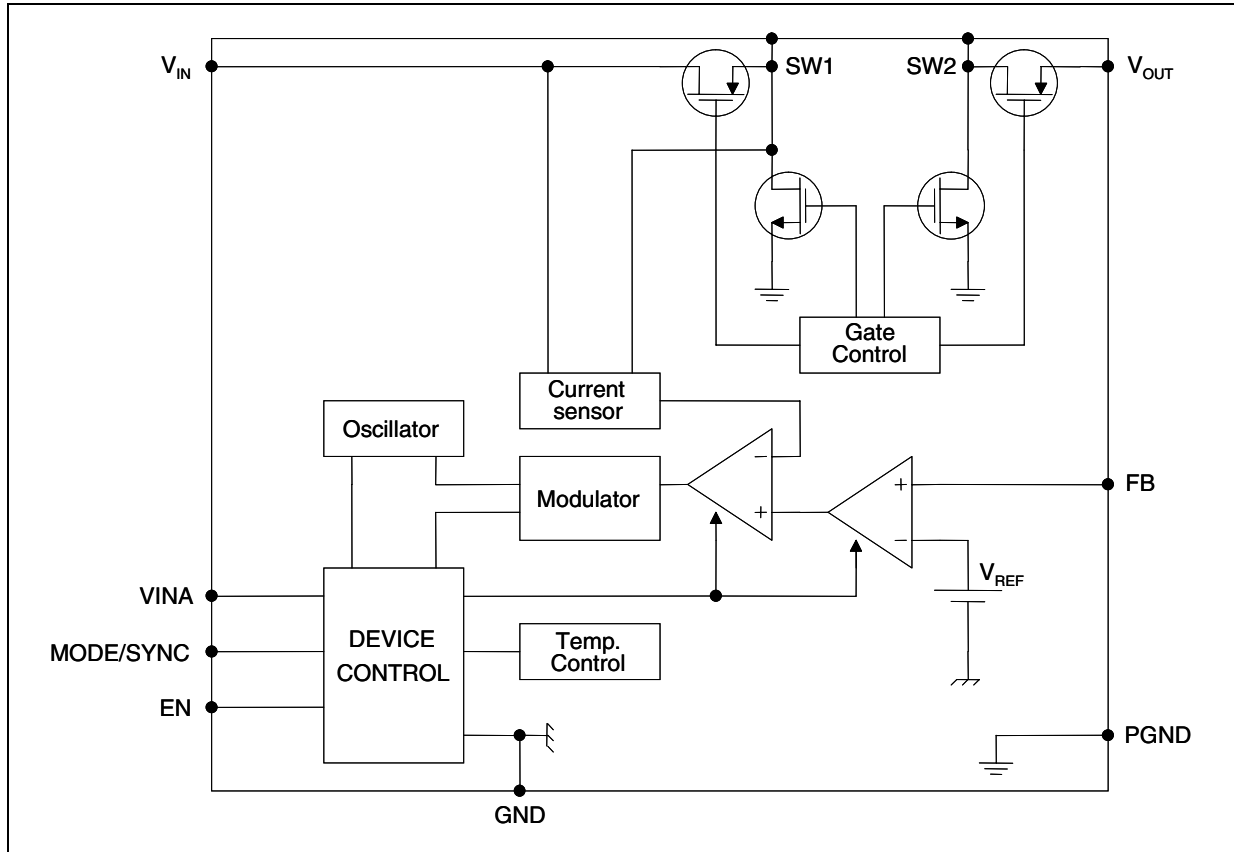 V_IN
SW1
SW2
V_OUT
Gate
Control
Current
sensor
Oscillator
−
Modulator
+
+
−
FB
V_REF
VINA
MODE/SYNC
EN
DEVICE
CONTROL
Temp.
Control
PGND
GND